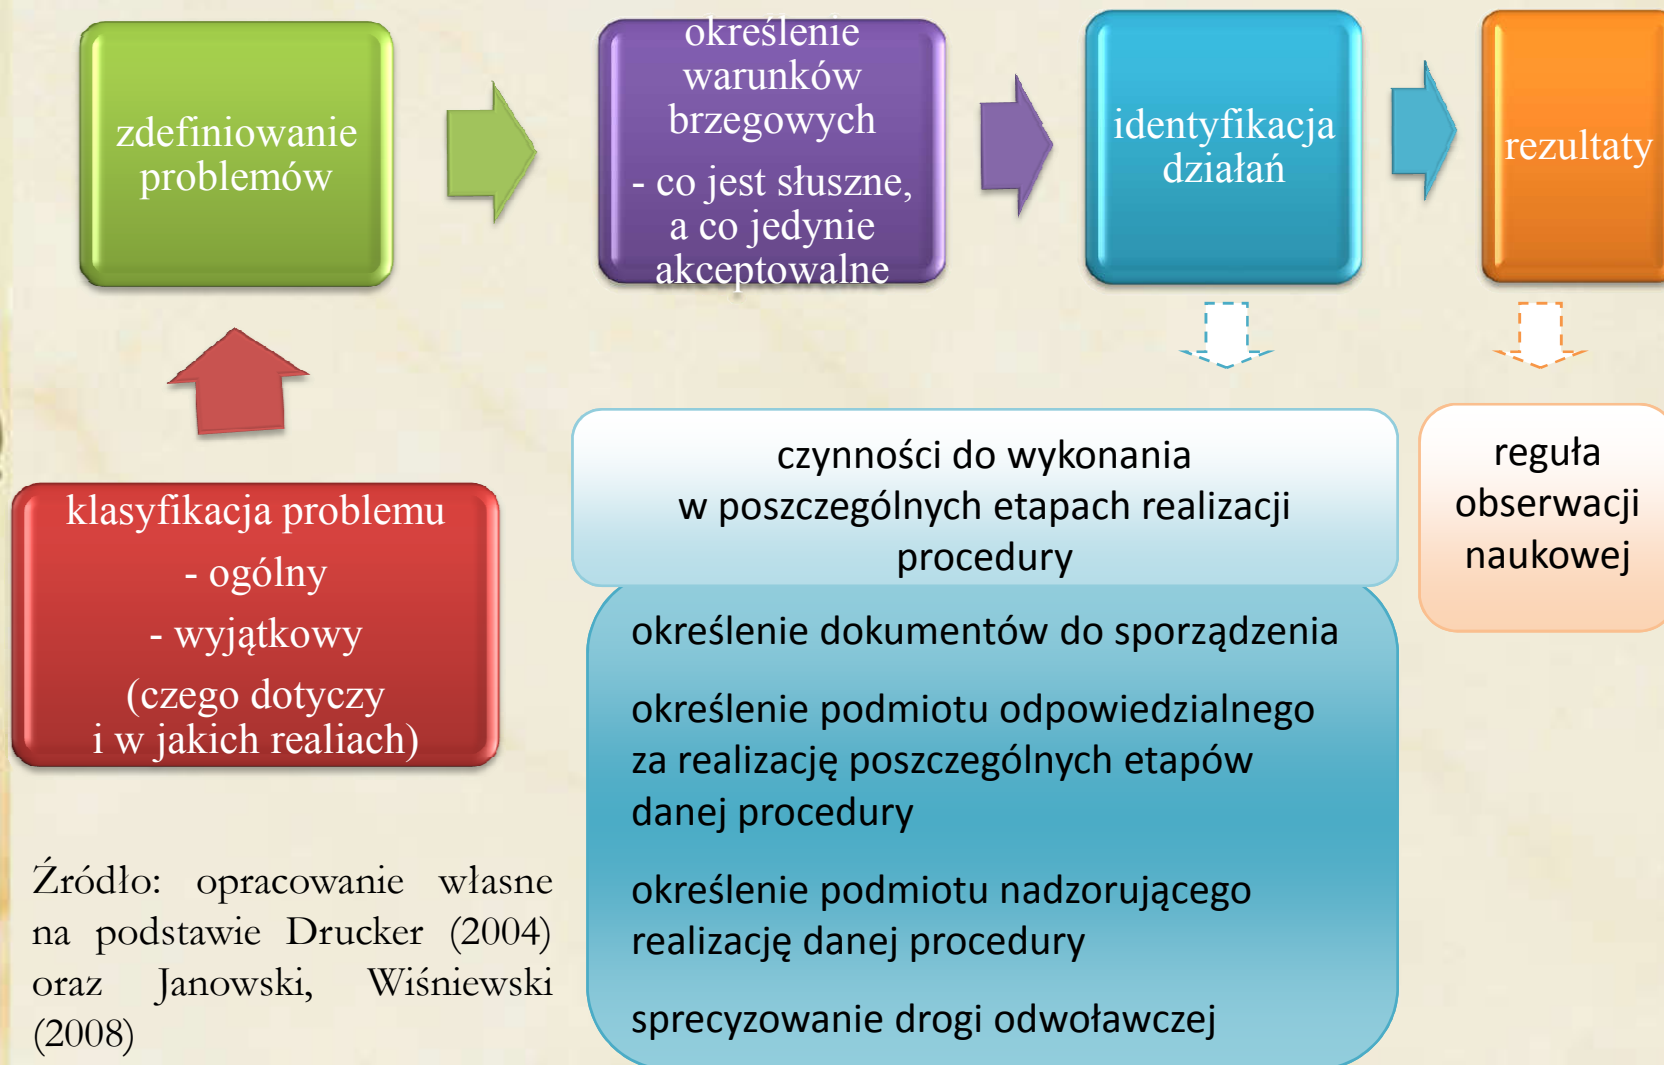 zdefiniowanie
problemów
określenie
warunków
brzegowych
- co jest słuszne,
a co jedynie
akceptowalne
identyfikacja
działań
rezultaty
klasyfikacja problemu
- ogólny
- wyjątkowy
(czego dotyczy
i w jakich realiach)
czynności do wykonania
w poszczególnych etapach realizacji
procedury
określenie dokumentów do sporządzenia
określenie podmiotu odpowiedzialnego
za realizację poszczególnych etapów
danej procedury
określenie podmiotu nadzorującego
realizację danej procedury
sprecyzowanie drogi odwoławczej
reguła
obserwacji
naukowej
Źródło: opracowanie własne
na podstawie Drucker (2004)
oraz Janowski, Wiśniewski
(2008)